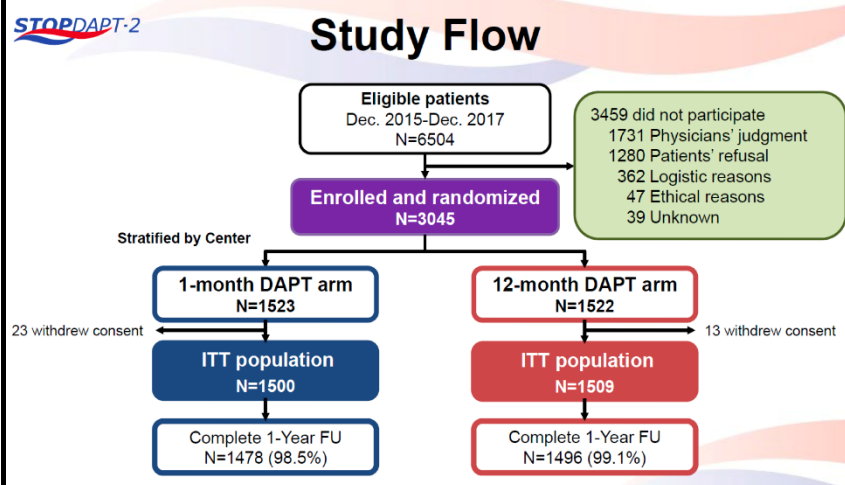 STOPDAPT-2
Study Flow
Eligible patients
Dec. 2015-Dec. 2017
N=6504
3459 did not participate
1731 Physicians' judgment
1280 Patients' refusal
362 Logistic reasons
47 Ethical reasons
39 Unknown
Enrolled and randomized
N=3045
Stratified by Center
1-month DAPT arm
N=1523
12-month DAPT arm
N=1522
23 withdrew consent
13 withdrew consent
ITT population
N=1500
ITT population
N=1509
Complete 1-Year FU
N=1478 (98.5%)
Complete 1-Year FU
N=1496 (99.1%)